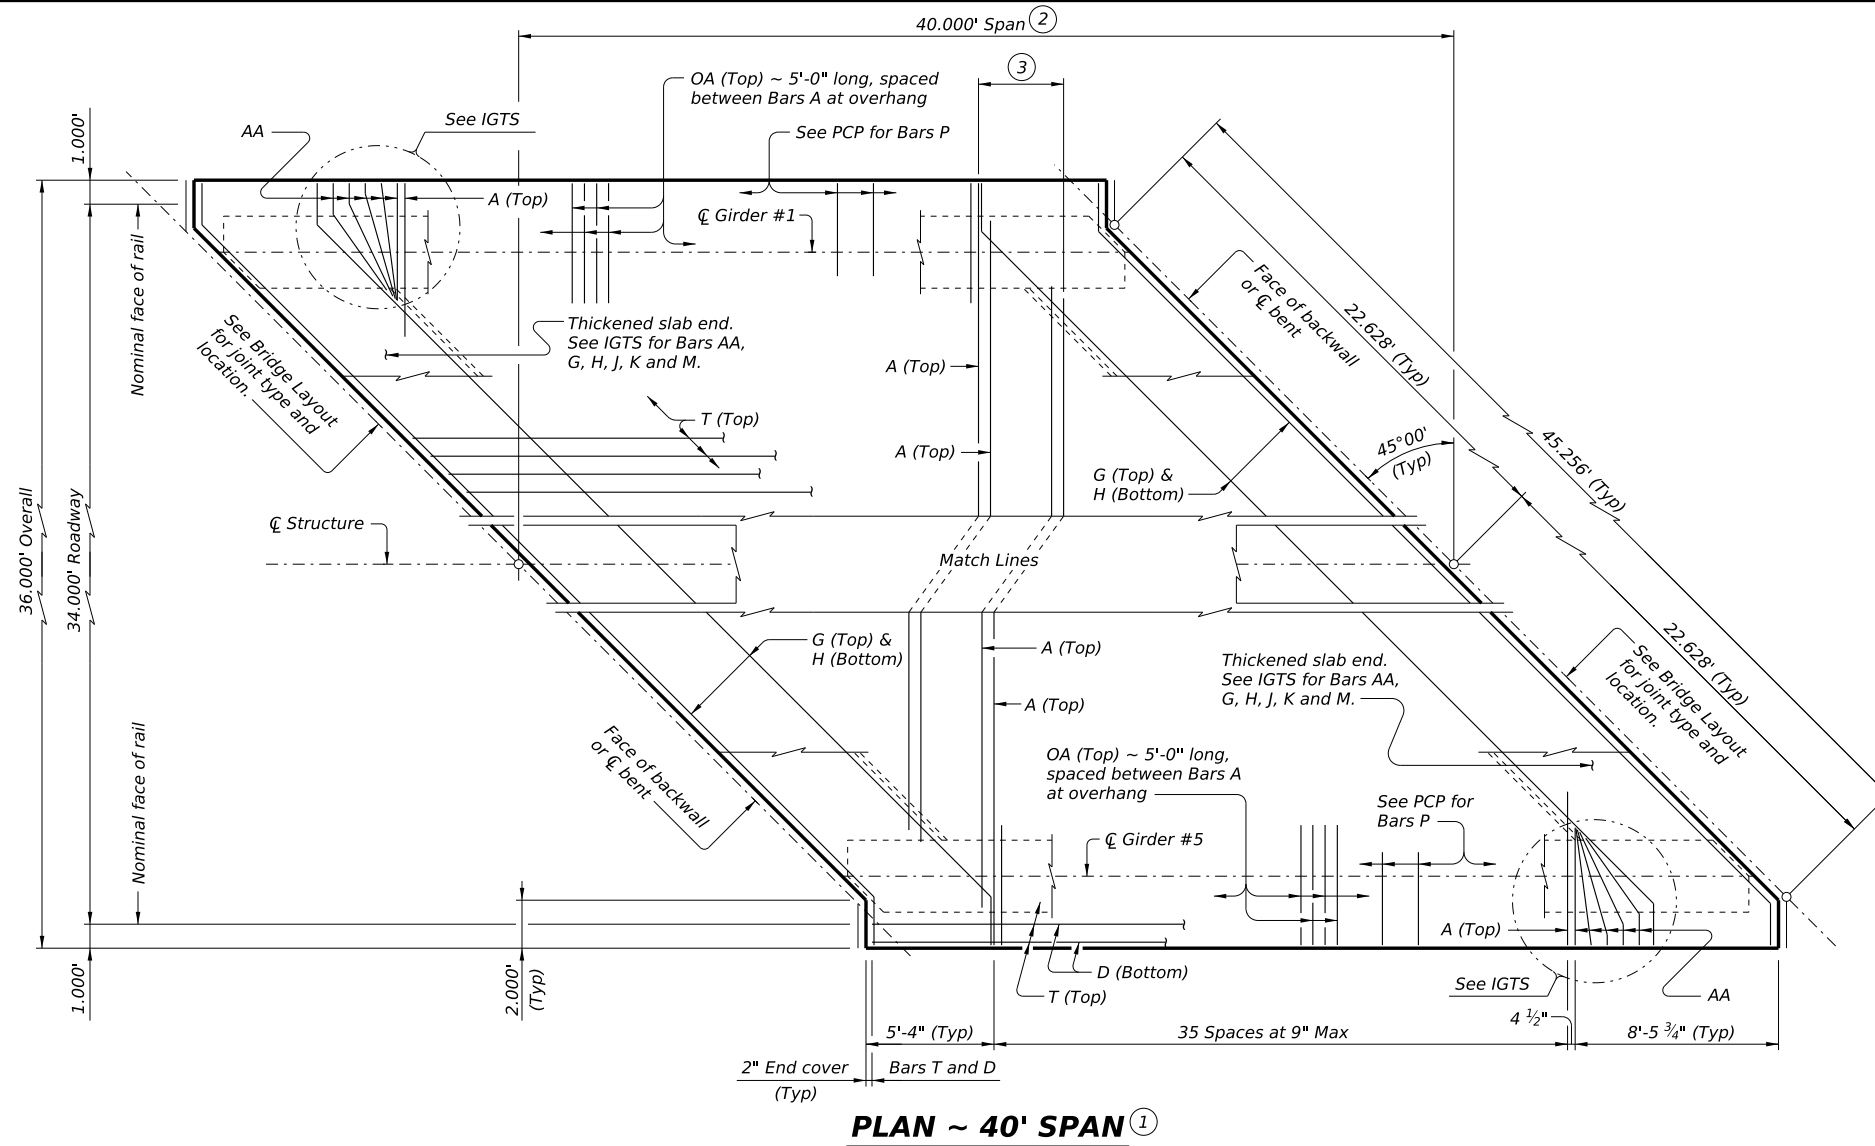 40.000' Span 2
3
OA (Top) ~ 5'-0" long, spaced
between Bars A at overhang
See IGTS
AA
See PCP for Bars P
1.000'
A (Top)
℄ Girder #1
Nominal face of rail
See Bridge Layout
for joint type and
location.
Thickened slab end.
See IGTS for Bars AA,
G, H, J, K and M.
A (Top)
T (Top)
A (Top)
Face of backwall
or ℄ bent
22.628' (Typ)
45°00'
(Typ)
45.256' (Typ)
G (Top) &
H (Bottom)
36.000' Overall
34.000' Roadway
℄ Structure
Match Lines
G (Top) &
H (Bottom)
A (Top)
A (Top)
Thickened slab end.
See IGTS for Bars AA,
G, H, J, K and M.
22.628' (Typ)
See Bridge Layout
for joint type and
location.
Nominal face of rail
Face of backwall
or ℄ bent
OA (Top) ~ 5'-0" long,
spaced between Bars A
at overhang
See PCP for
Bars P
℄ Girder #5
A (Top)
D (Bottom)
T (Top)
See IGTS
AA
1.000'
2.000'
(Typ)
5'-4" (Typ)
35 Spaces at 9" Max
4 ½"
8'-5 ¾" (Typ)
2" End cover
(Typ)
Bars T and D
PLAN ~ 40' SPAN 1